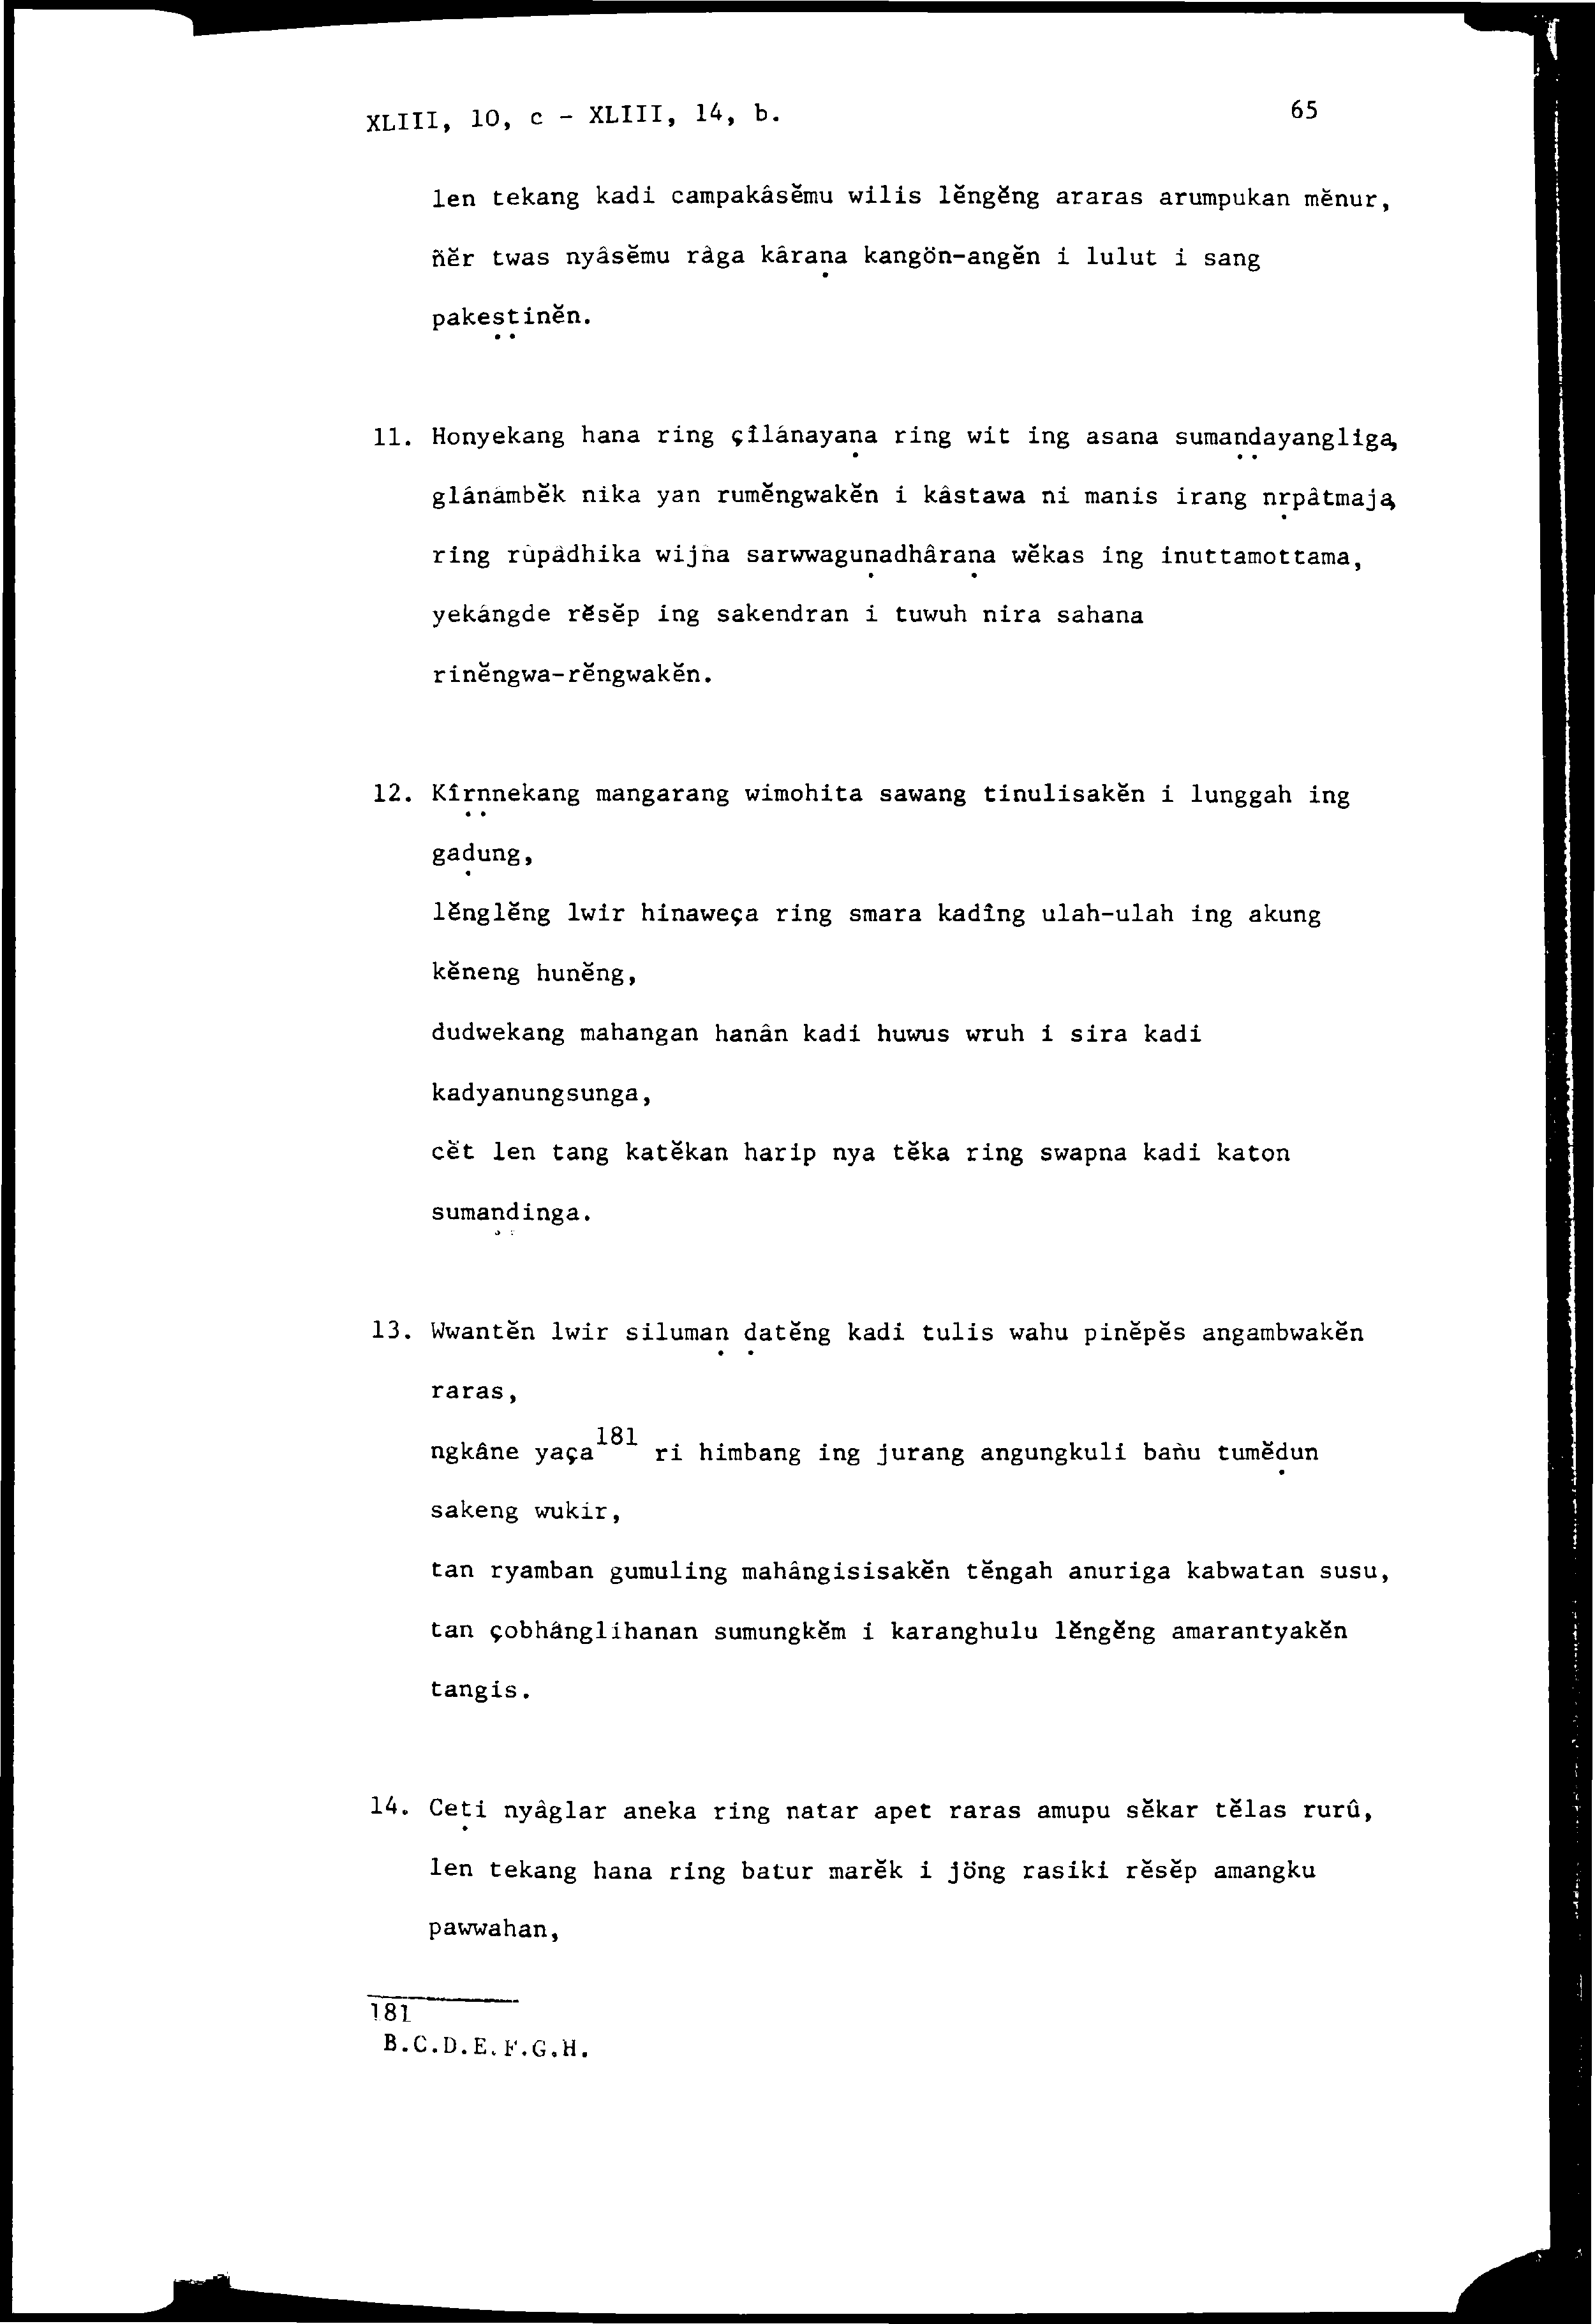 XLIII, 10, c - XLIII, 14, b.
65
len tekang kadi campakâsĕmu wilis lĕngĕng araras arumpukan mĕnur,
ñĕr twas nyâsĕmu râga kâraṇa kangön-angĕn i lulut i sang
pakeṣṭinĕn.
11. Honyekang hana ring çîlânayaṇa ring wit ing asana sumaṇḍayangliga,
glânâmbĕk nika yan rumĕngwakĕn i kâstawa ni manis irang nṛpâtmaja,
ring rûpâdhika wijña sarwwaguṇadhâraṇa wĕkas ing inuttamottama,
yekângde rĕsĕp ing sakendran i tuwuh nira sahana
rinĕngwa-rĕngwakĕn.
12. Kîrṇṇekang mangarang wimohita sawang tinulisakĕn i lunggah ing
gaḍung,
lĕnglĕng lwir hinaweça ring smara kadîng ulah-ulah ing akung
kĕneng hunĕng,
dudwekang mahangan hanân kadi huwus wruh i sira kadi
kadyanungsunga,
cĕt len tang katĕkan harip nya tĕka ring swapna kadi katon
sumaṇḍinga.
13. Wwantĕn lwir silumaṇ ḍatĕng kadi tulis wahu pinĕpĕs angambwakĕn
raras,
ngkâne yaça181 ri himbang ing jurang angungkuli bañu tumĕḍun
sakeng wukir,
tan ryamban gumuling mahângisisakĕn tĕngah anuriga kabwatan susu,
tan çobhânglihanan sumungkĕm i karanghulu lĕngĕng amarantyakĕn
tangis.
14. Ceṭi nyâglar aneka ring natar apet raras amupu sĕkar tĕlas rurû,
len tekang hana ring batur marĕk i jöng rasiki rĕsĕp amangku
pawwahan,
181
B.C.D.E.F.G.H.